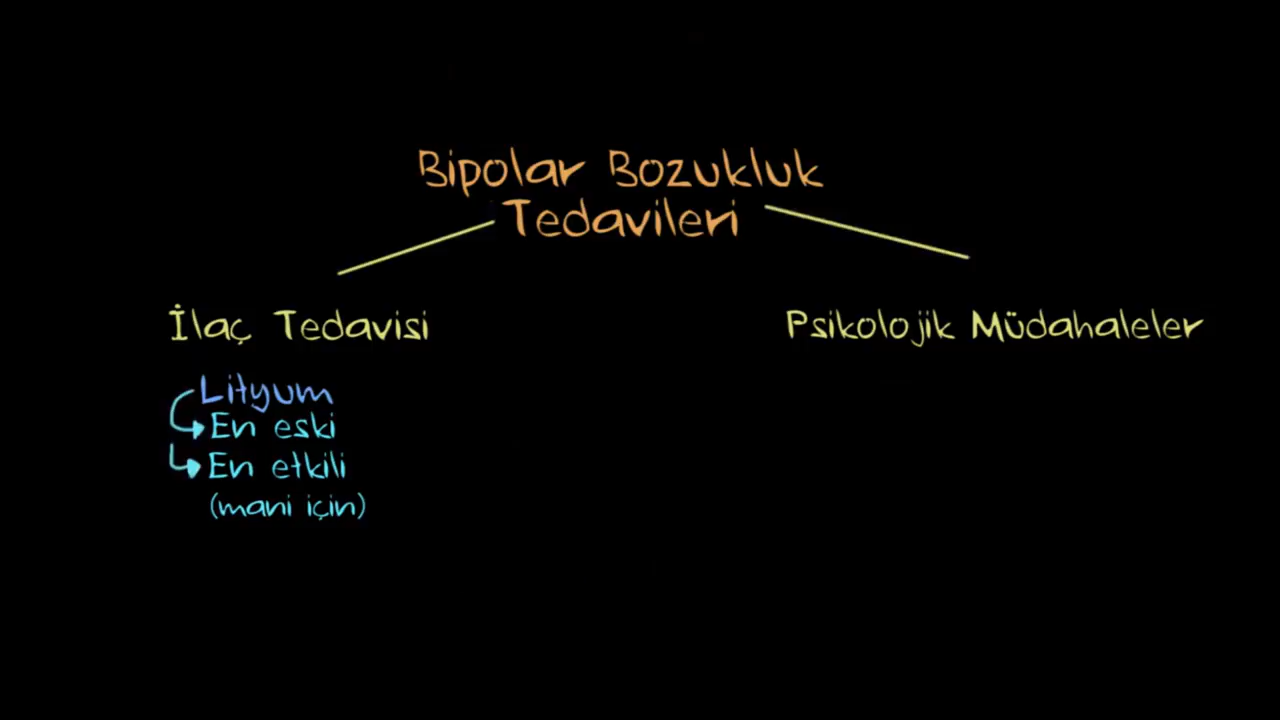 Bipolar Bozukluk
Tedavileri
İlaç Tedavisi
Psikolojik Müdahaleler
Lityum
En eski
En etkili
(mani için)